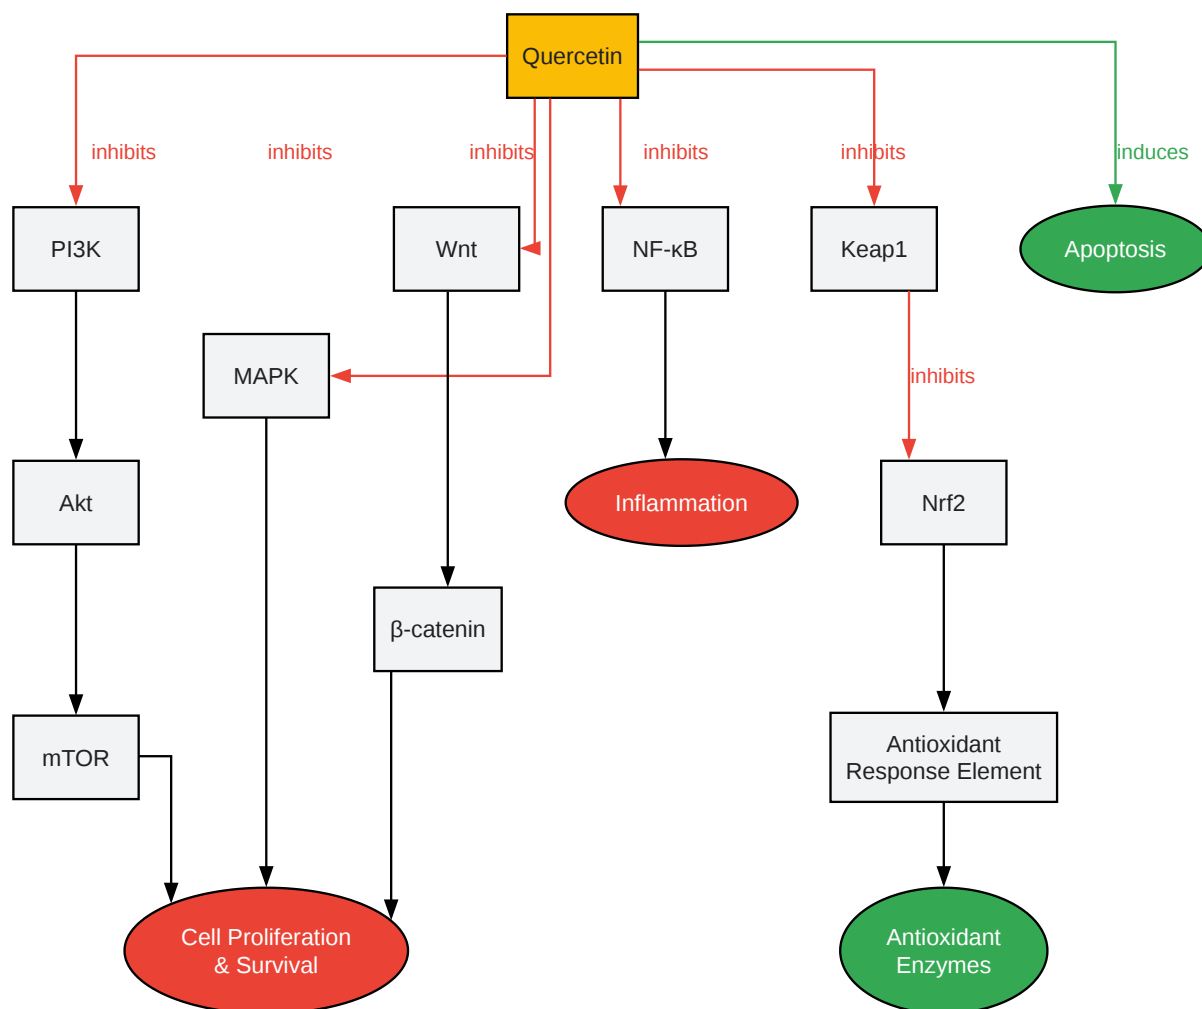 Quercetin
inhibits
inhibits
inhibits
inhibits
inhibits
induces
PI3K
Wnt
NF-κB
Keap1
Apoptosis
MAPK
inhibits
Akt
Inflammation
Nrf2
β-catenin
mTOR
Antioxidant
Response Element
Cell Proliferation
& Survival
Antioxidant
Enzymes